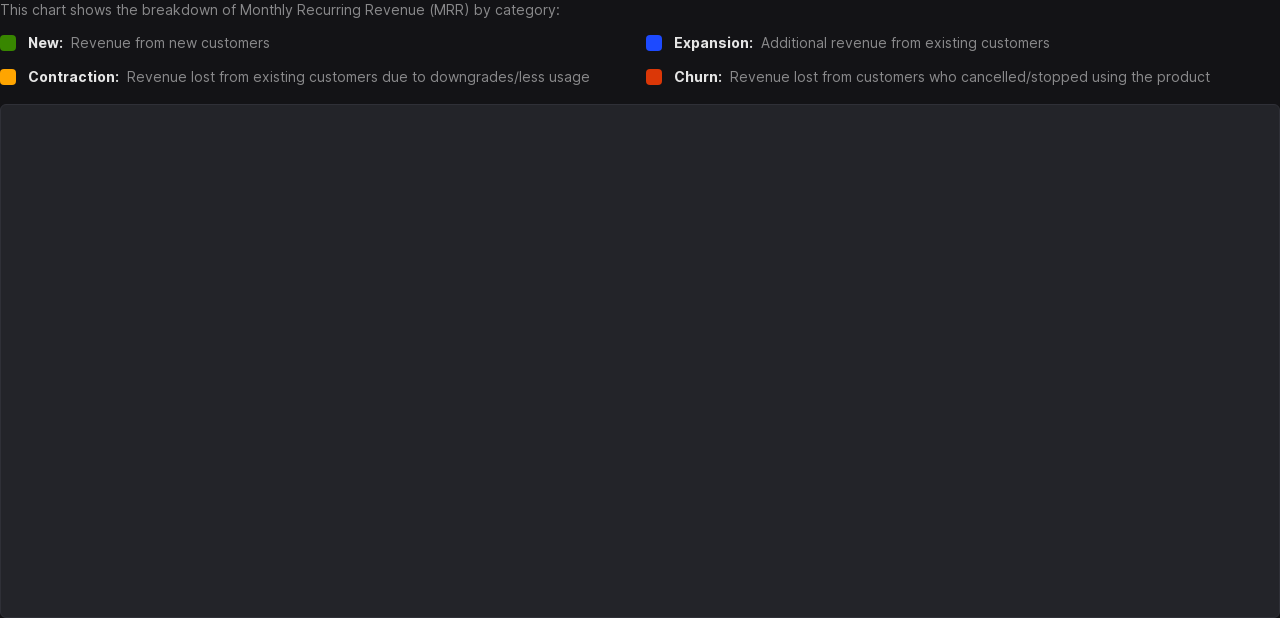 This chart shows the breakdown of Monthly Recurring Revenue (MRR) by category:
New: Revenue from new customers
Expansion: Additional revenue from existing customers
Contraction: Revenue lost from existing customers due to downgrades/less usage
Churn: Revenue lost from customers who cancelled/stopped using the product